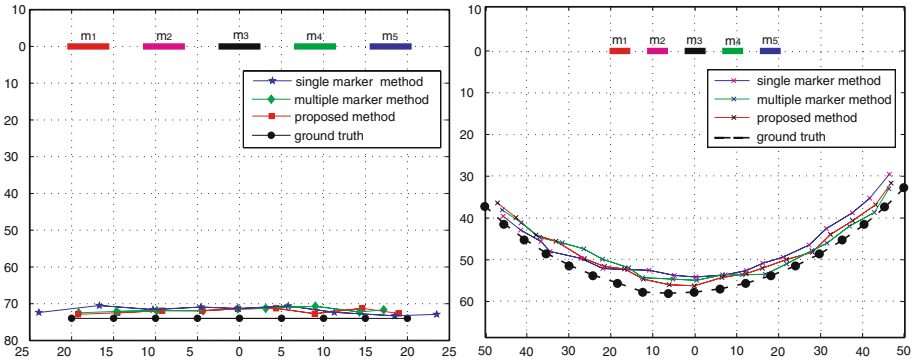 10
m1 m2 m3 m4 m5
0
10
single marker method
multiple marker method
20
proposed method
ground truth
30
40
50
60
70
80
25 20 15 10 5 0 5 10 15 20 25
10
m1 m2 m3 m4 m5
0
single marker method
10
multiple marker method
proposed method
20
ground truth
30
40
50
60
50 40 30 20 10 0 10 20 30 40 50